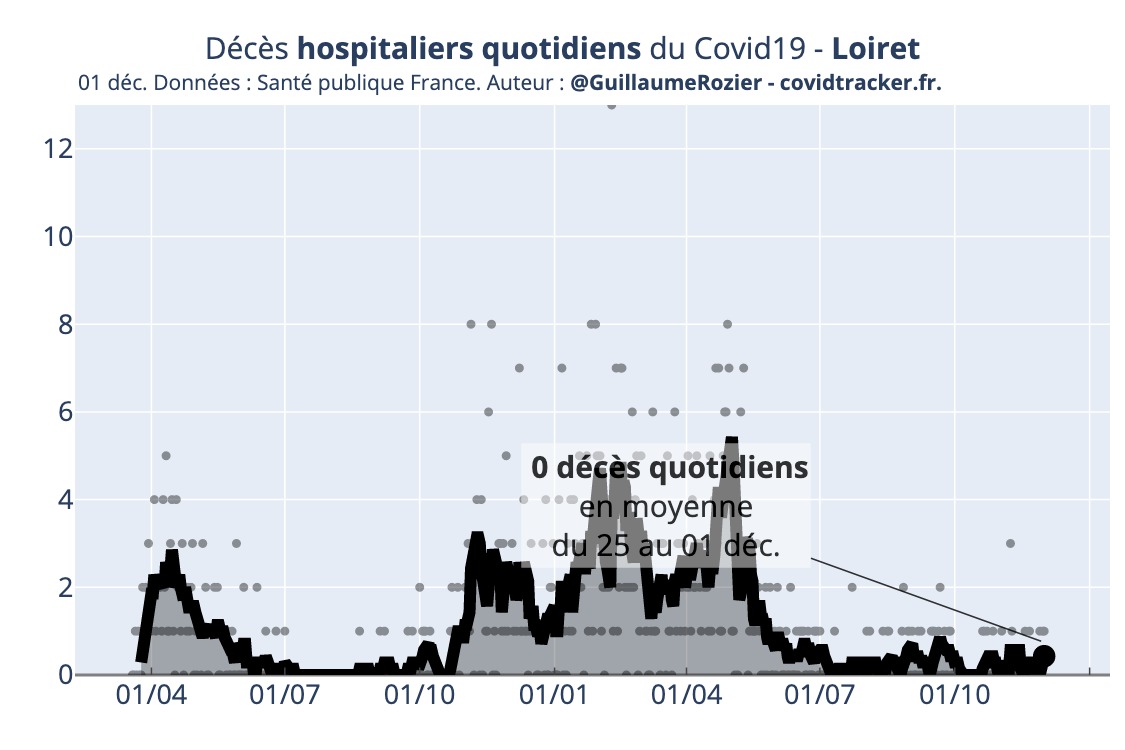 Décès hospitaliers quotidiens du Covid19 - Loiret
01 déc. Données : Santé publique France. Auteur : @GuillaumeRozier - covidtracker.fr.
12
10
8
6
4
2
0
0 décès quotidiens
en moyenne
du 25 au 01 déc.
01/04 01/07 01/10 01/01 01/04 01/07 01/10